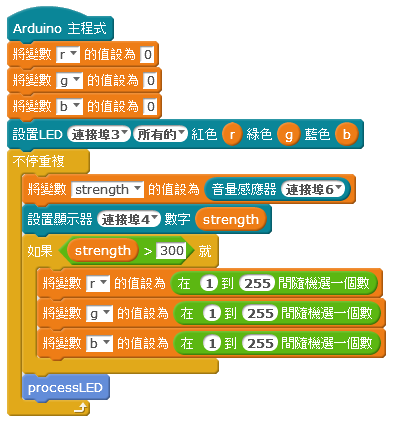 Arduino 主程式
將變數 r 的值設為 0
將變數 g 的值設為 0
將變數 b 的值設為 0
設置LED 連接埠3 所有的 紅色 r 綠色 g 藍色 b
不停重複
將變數 strength 的值設為 音量感應器 連接埠6
設置顯示器 連接埠4 數字 strength
如果 strength > 300 就
將變數 r 的值設為 在 1 到 255 間隨機選一個數
將變數 g 的值設為 在 1 到 255 間隨機選一個數
將變數 b 的值設為 在 1 到 255 間隨機選一個數
processLED